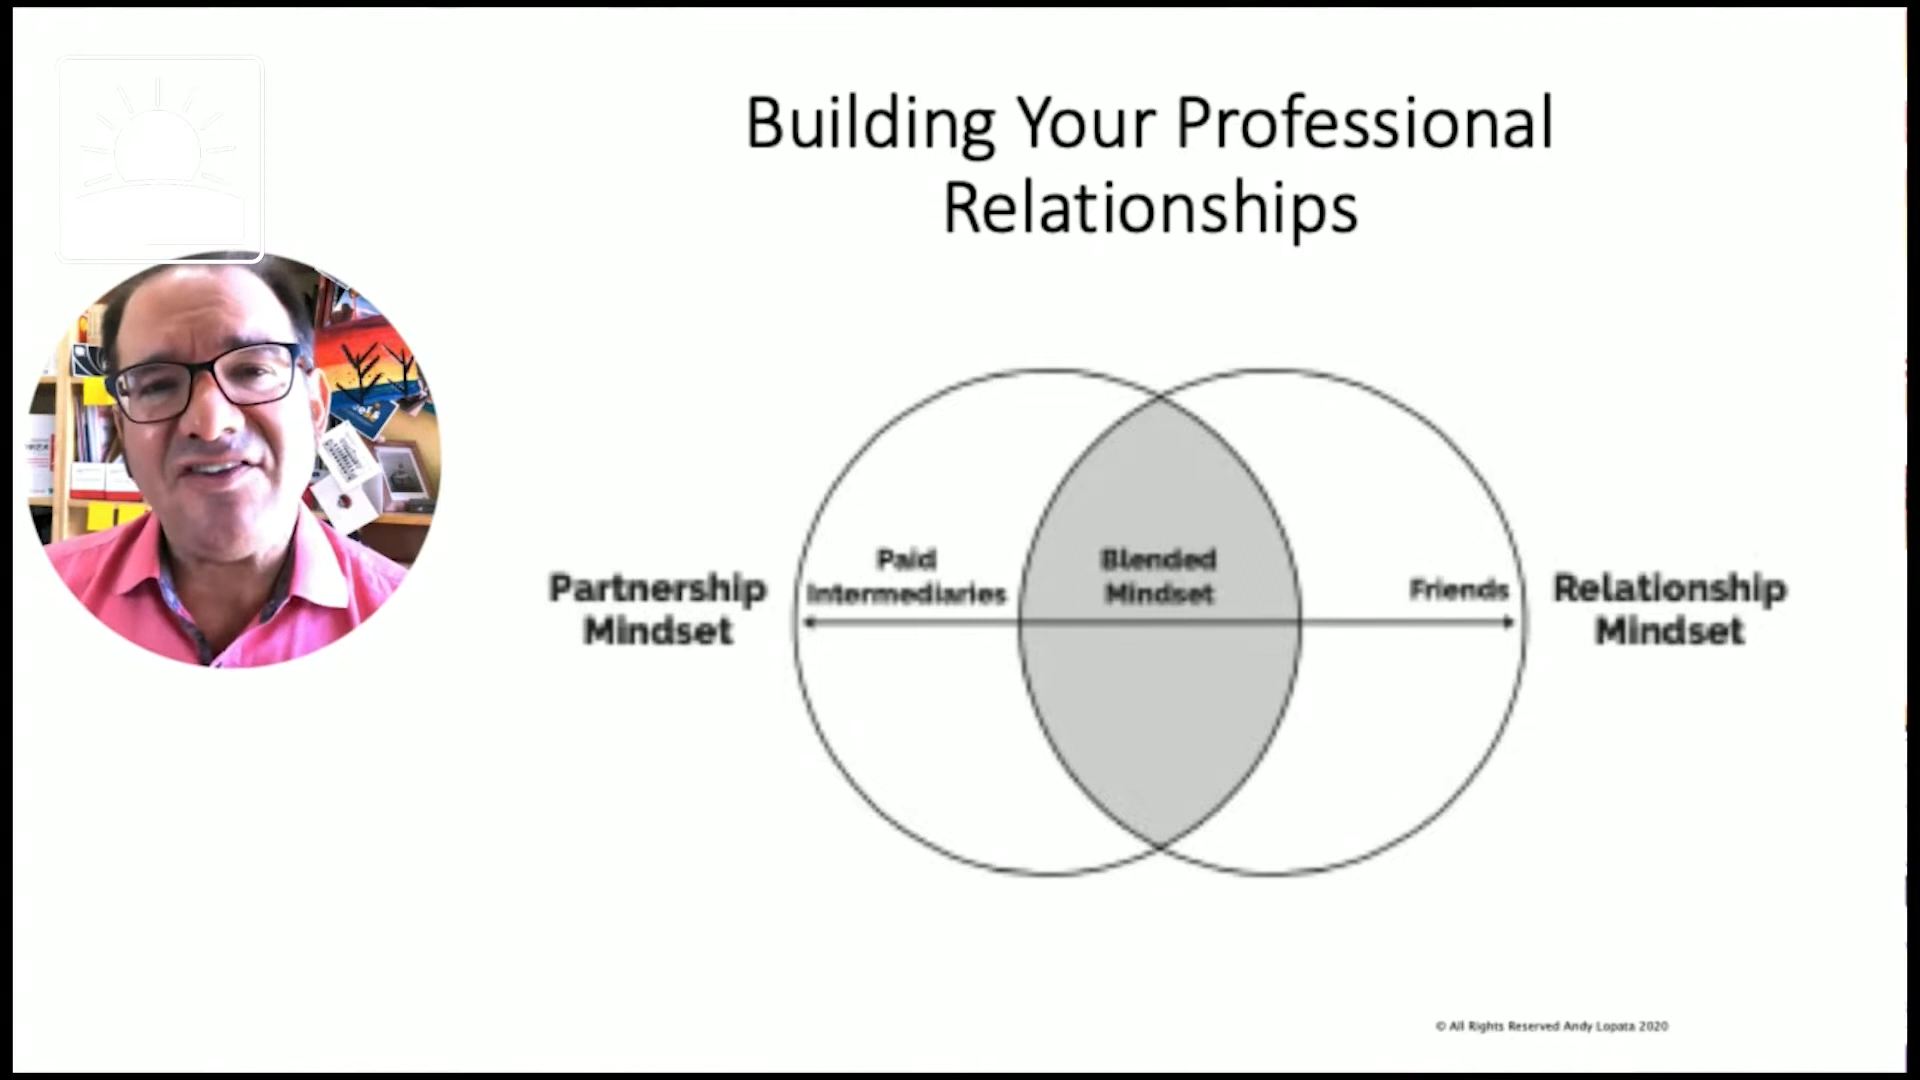 Building Your Professional
Relationships
Partnership
Mindset
Paid
Intermediaries
Blended
Mindset
Friends
Relationship
Mindset
© All Rights Reserved Andy Lopata 2020